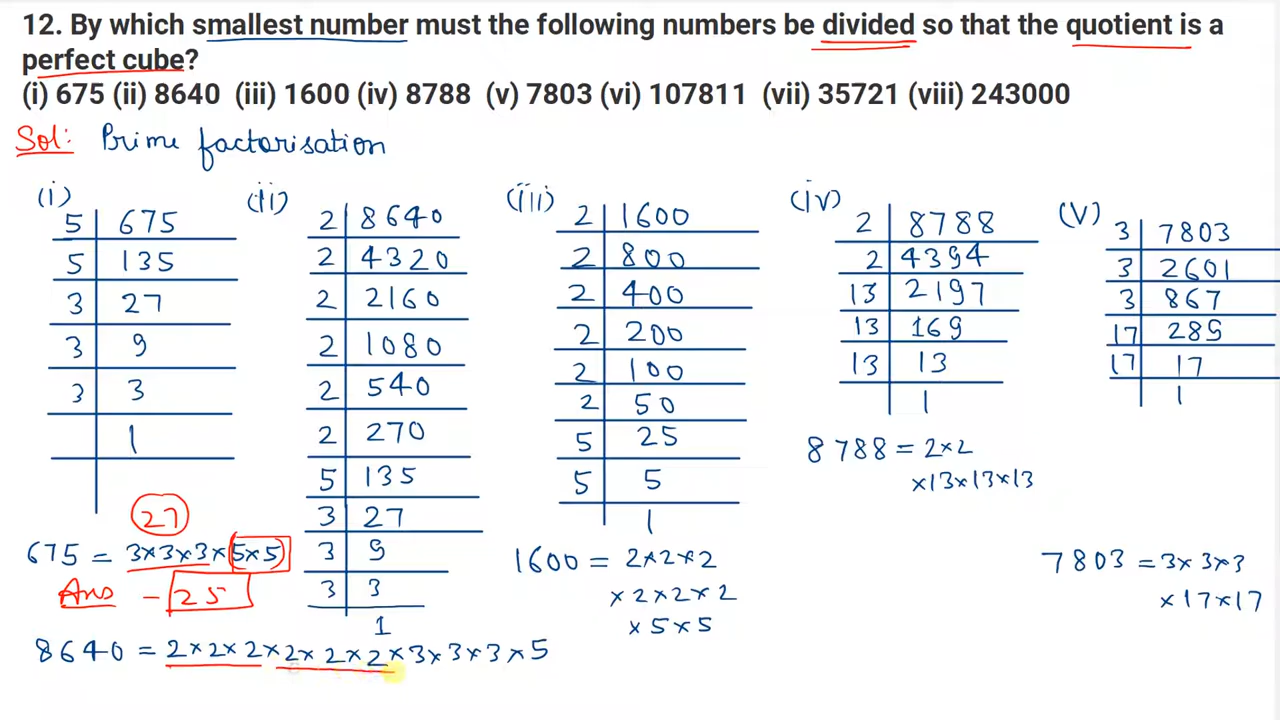 12. By which smallest number must the following numbers be divided so that the quotient is a
perfect cube?
(i) 675 (ii) 8640 (iii) 1600 (iv) 8788 (v) 7803 (vi) 107811 (vii) 35721 (viii) 243000
Sol: Prime factorisation
(i)
5 675
5 135
3 27
3 9
3 3
1
27
675 = 3×3×3×5×5
Ans - 25
(ii)
2 8640
2 4320
2 2160
2 1080
2 540
2 270
5 135
3 27
3 9
3 3
1
8640 = 2×2×2×2×2×2×3×3×3×5
(iii)
2 1600
2 800
2 400
2 200
2 100
2 50
5 25
5 5
1
1600 = 2×2×2
×2×2×2
×5×5
(iv)
2 8788
2 4394
13 2197
13 169
13 13
1
8788 = 2×2
×13×13×13
(V)
3 7803
3 2601
3 867
17 289
17 17
1
7803 = 3×3×3
×17×17